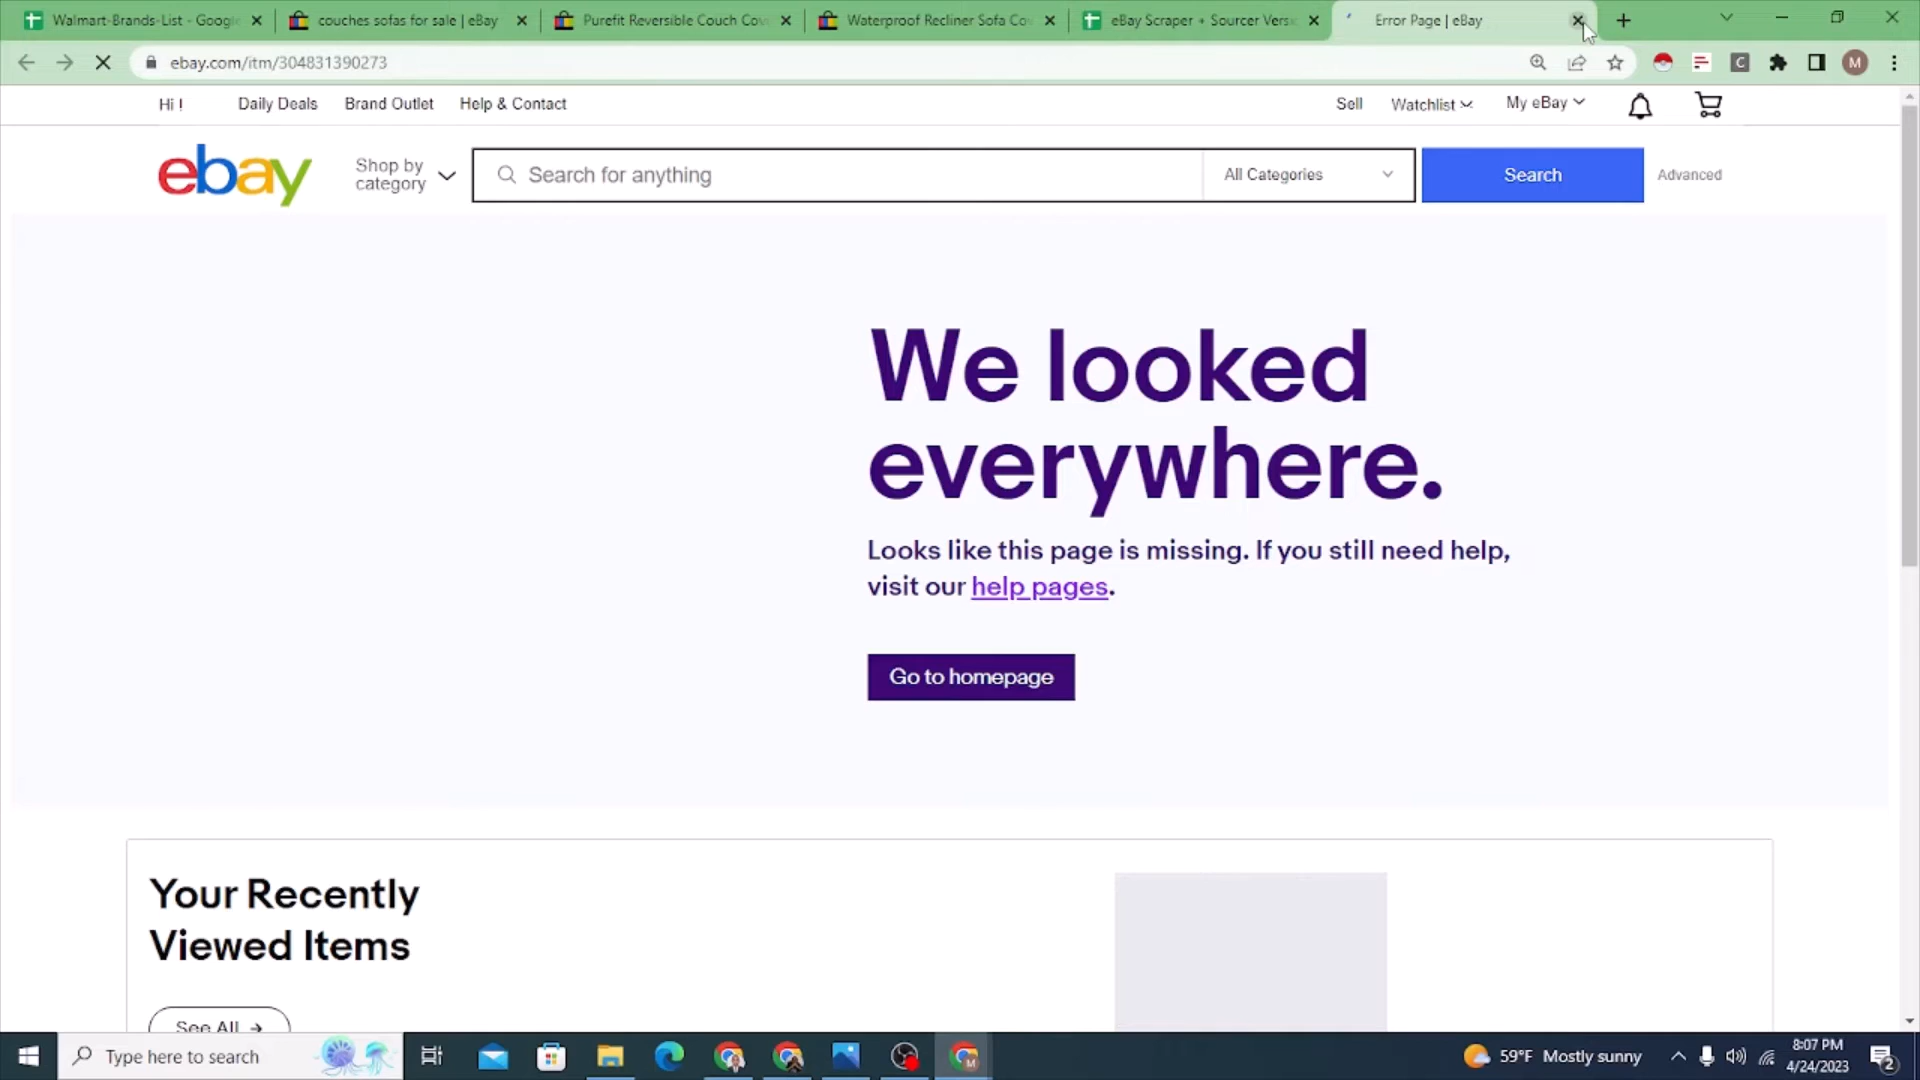 Walmart-Brands-List - Google
couches sofas for sale | eBay
Purefit Reversible Couch Cov
Waterproof Recliner Sofa Co
eBay Scraper + Sourcer Versi
Error Page | eBay
ebay.com/itm/304831390273
C
M
Hi !
Daily Deals
Brand Outlet
Help & Contact
Sell
Watchlist
My eBay
ebay
Shop by
category
Search for anything
All Categories
Search
Advanced
We looked
everywhere.
Looks like this page is missing. If you still need help,
visit our help pages.
Go to homepage
Your Recently
Viewed Items
See All
Type here to search
M
59°F Mostly sunny
8:07 PM
4/24/2023
2